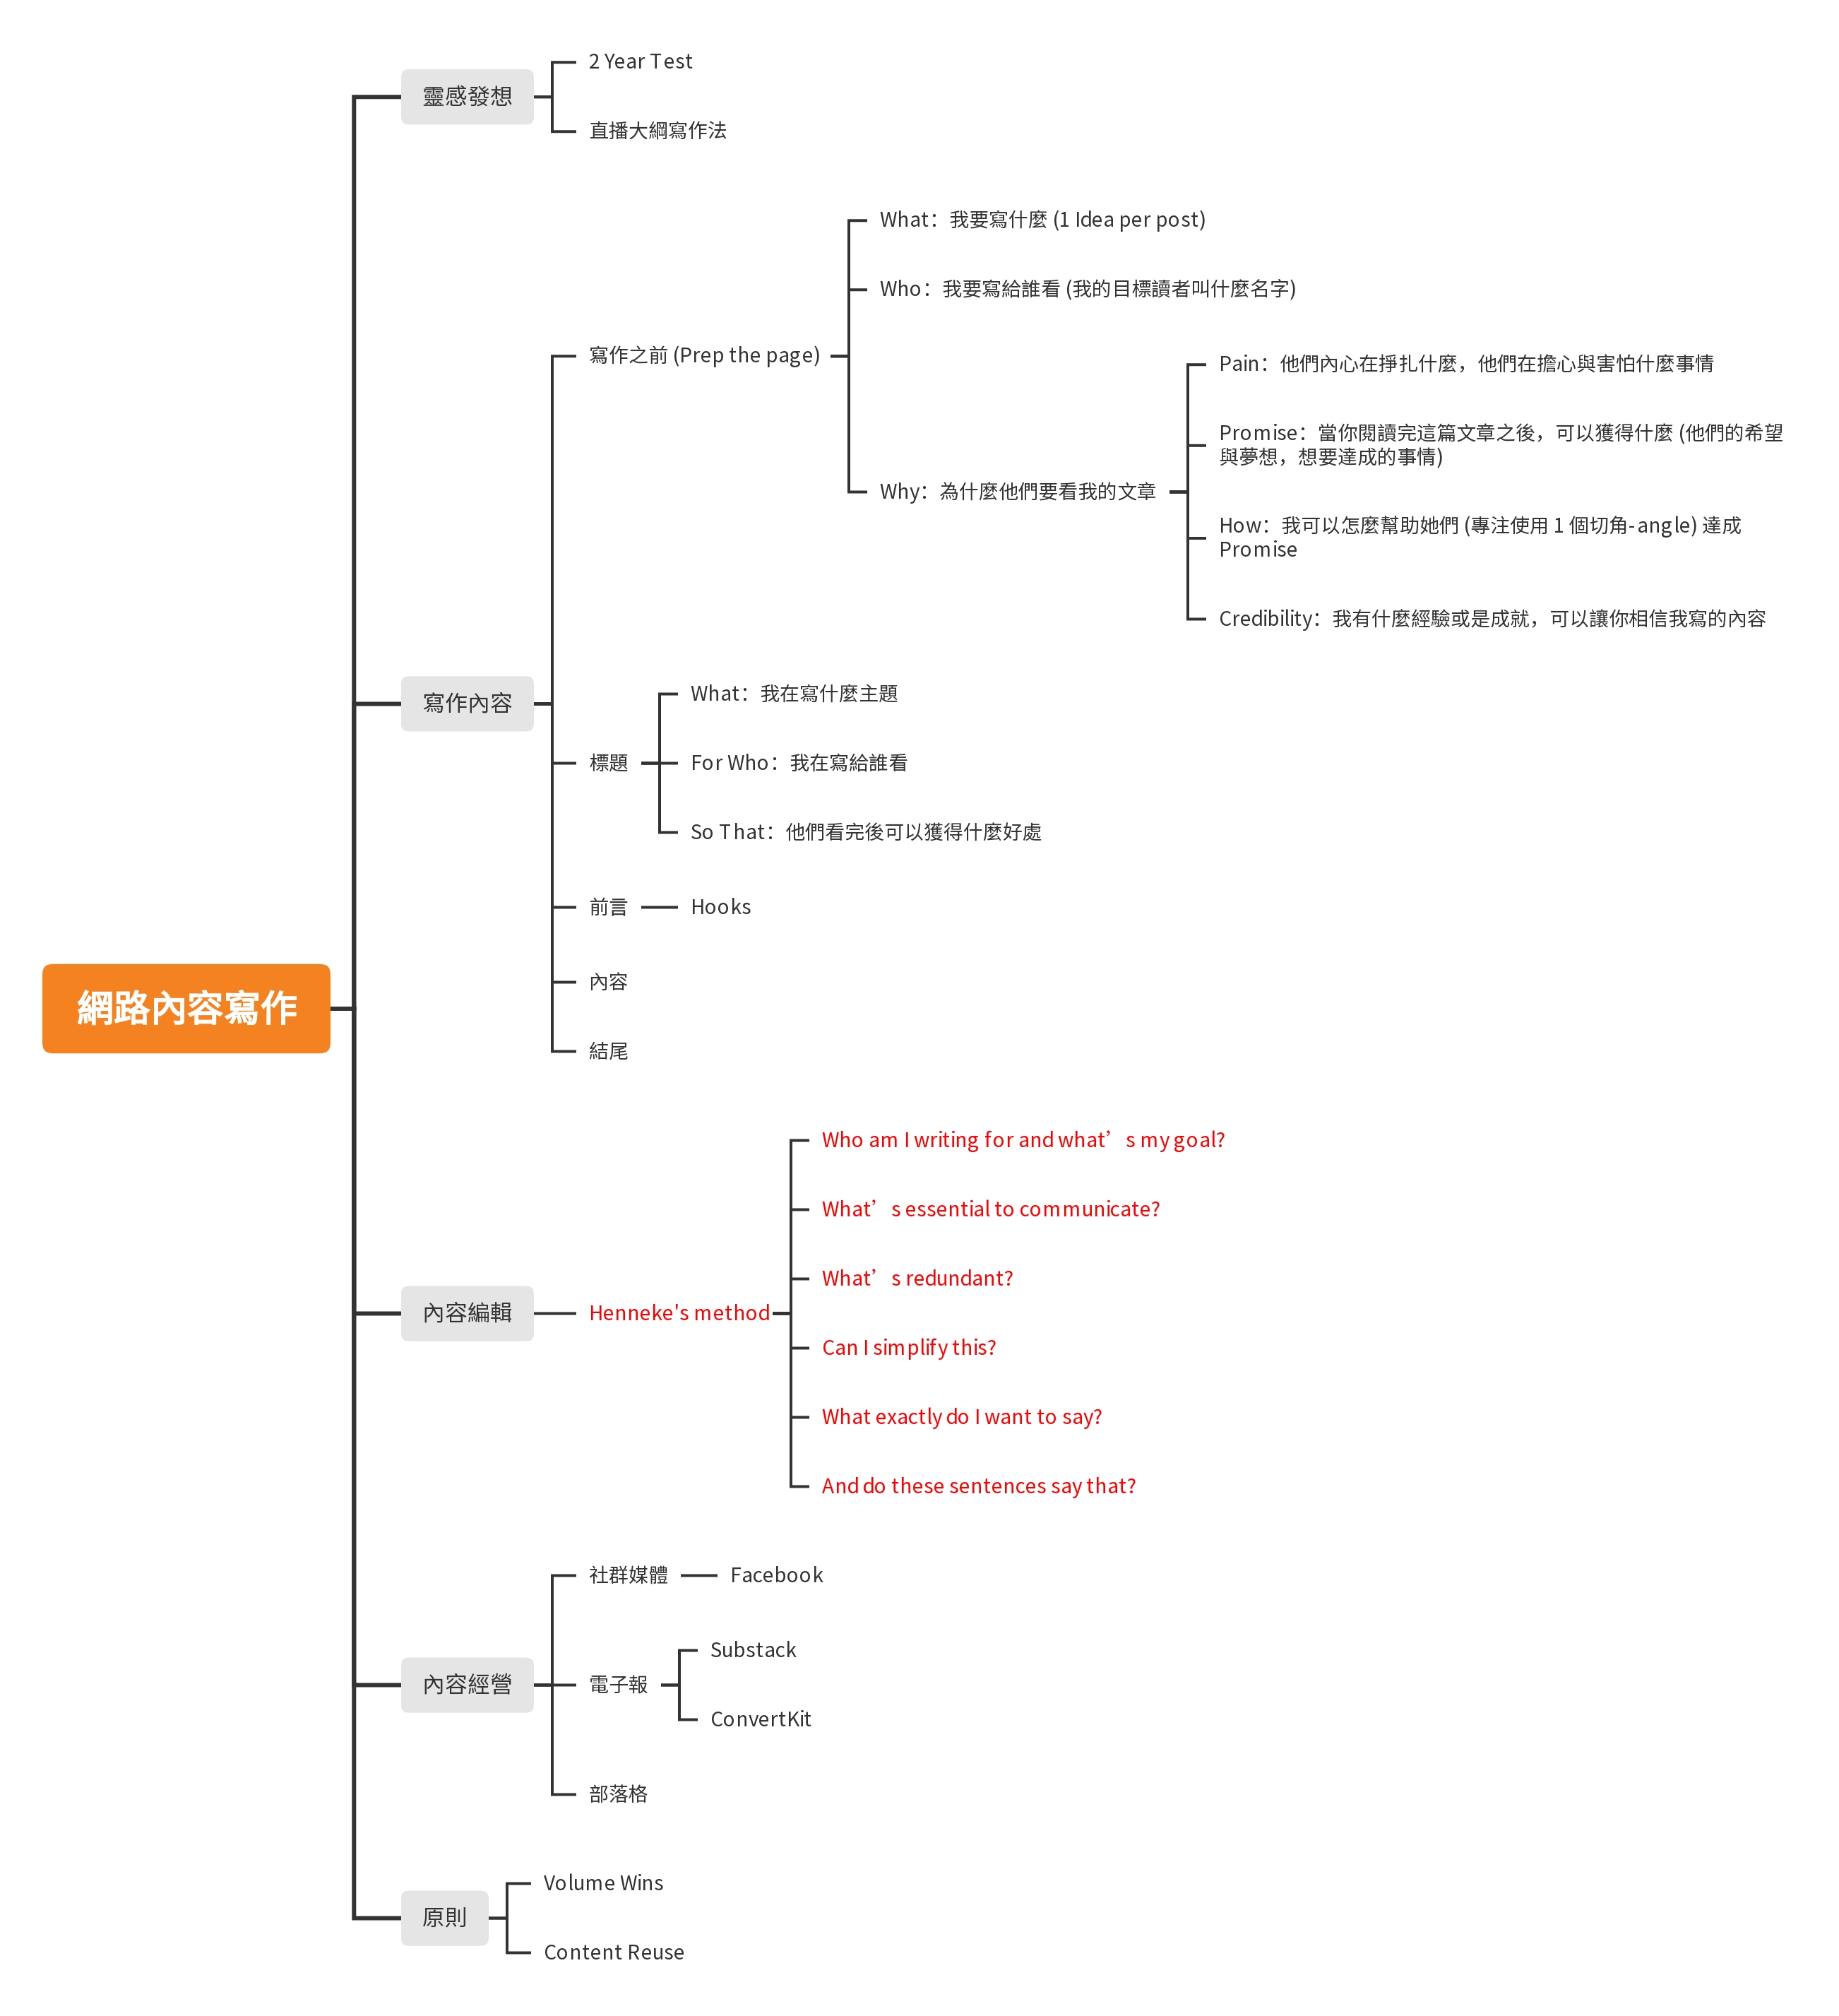 網路內容寫作
靈感發想
2 Year Test
直播大綱寫作法
寫作內容
寫作之前 (Prep the page)
What：我要寫什麼 (1 Idea per post)
Who：我要寫給誰看 (我的目標讀者叫什麼名字)
Why：為什麼他們要看我的文章
Pain：他們內心在掙扎什麼，他們在擔心與害怕什麼事情
Promise：當你閱讀完這篇文章之後，可以獲得什麼 (他們的希望
與夢想，想要達成的事情)
How：我可以怎麼幫助她們 (專注使用 1 個切角-angle) 達成
Promise
Credibility：我有什麼經驗或是成就，可以讓你相信我寫的內容
標題
What：我在寫什麼主題
For Who：我在寫給誰看
So That：他們看完後可以獲得什麼好處
前言
Hooks
內容
結尾
內容編輯
Henneke's method
Who am I writing for and what’s my goal?
What’s essential to communicate?
What’s redundant?
Can I simplify this?
What exactly do I want to say?
And do these sentences say that?
內容經營
社群媒體
Facebook
電子報
Substack
ConvertKit
部落格
原則
Volume Wins
Content Reuse